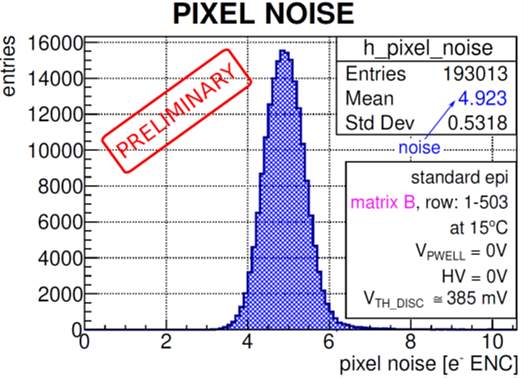 PIXEL NOISE
entries
16000
14000
12000
10000
8000
6000
4000
2000
0
0 2 4 6 8 10
pixel noise [e⁻ ENC]
PRELIMINARY
h_pixel_noise
Entries 193013
Mean 4.923
Std Dev 0.5318
noise
standard epi
matrix B, row: 1-503
at 15°C
V_PWELL = 0V
HV = 0V
V_TH_DISC ≅ 385 mV